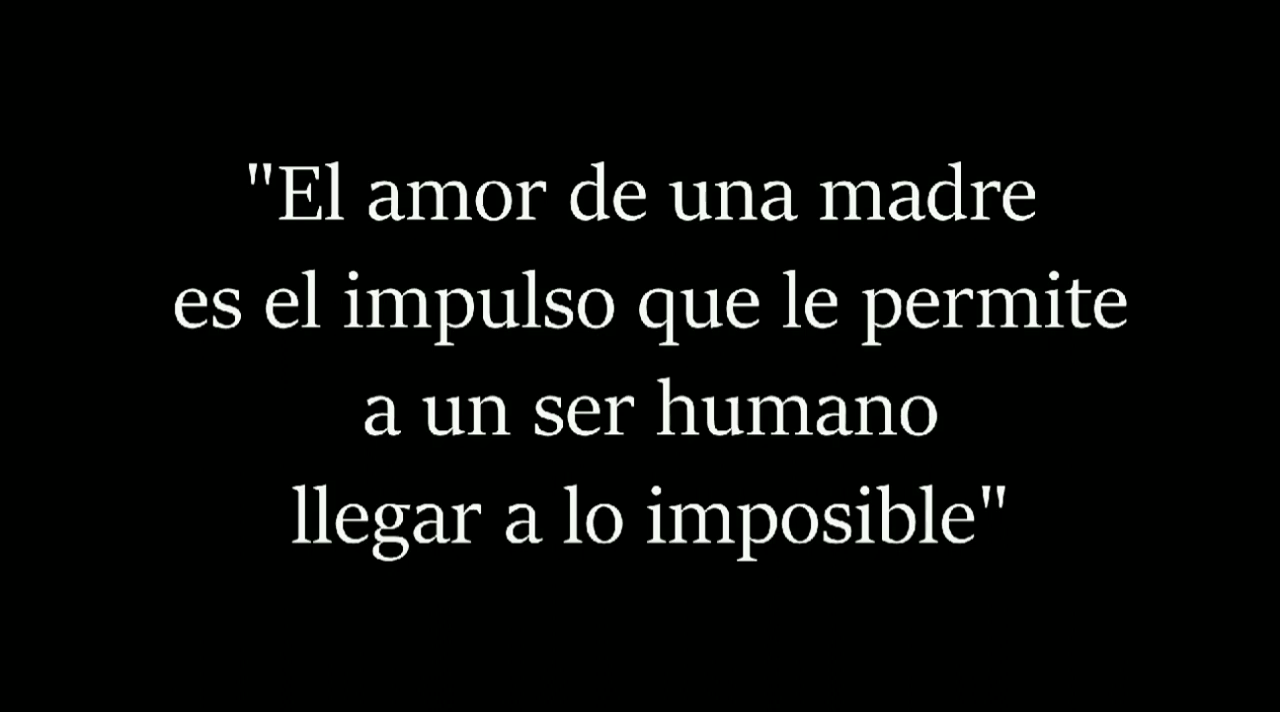 "El amor de una madre
es el impulso que le permite
a un ser humano
llegar a lo imposible"